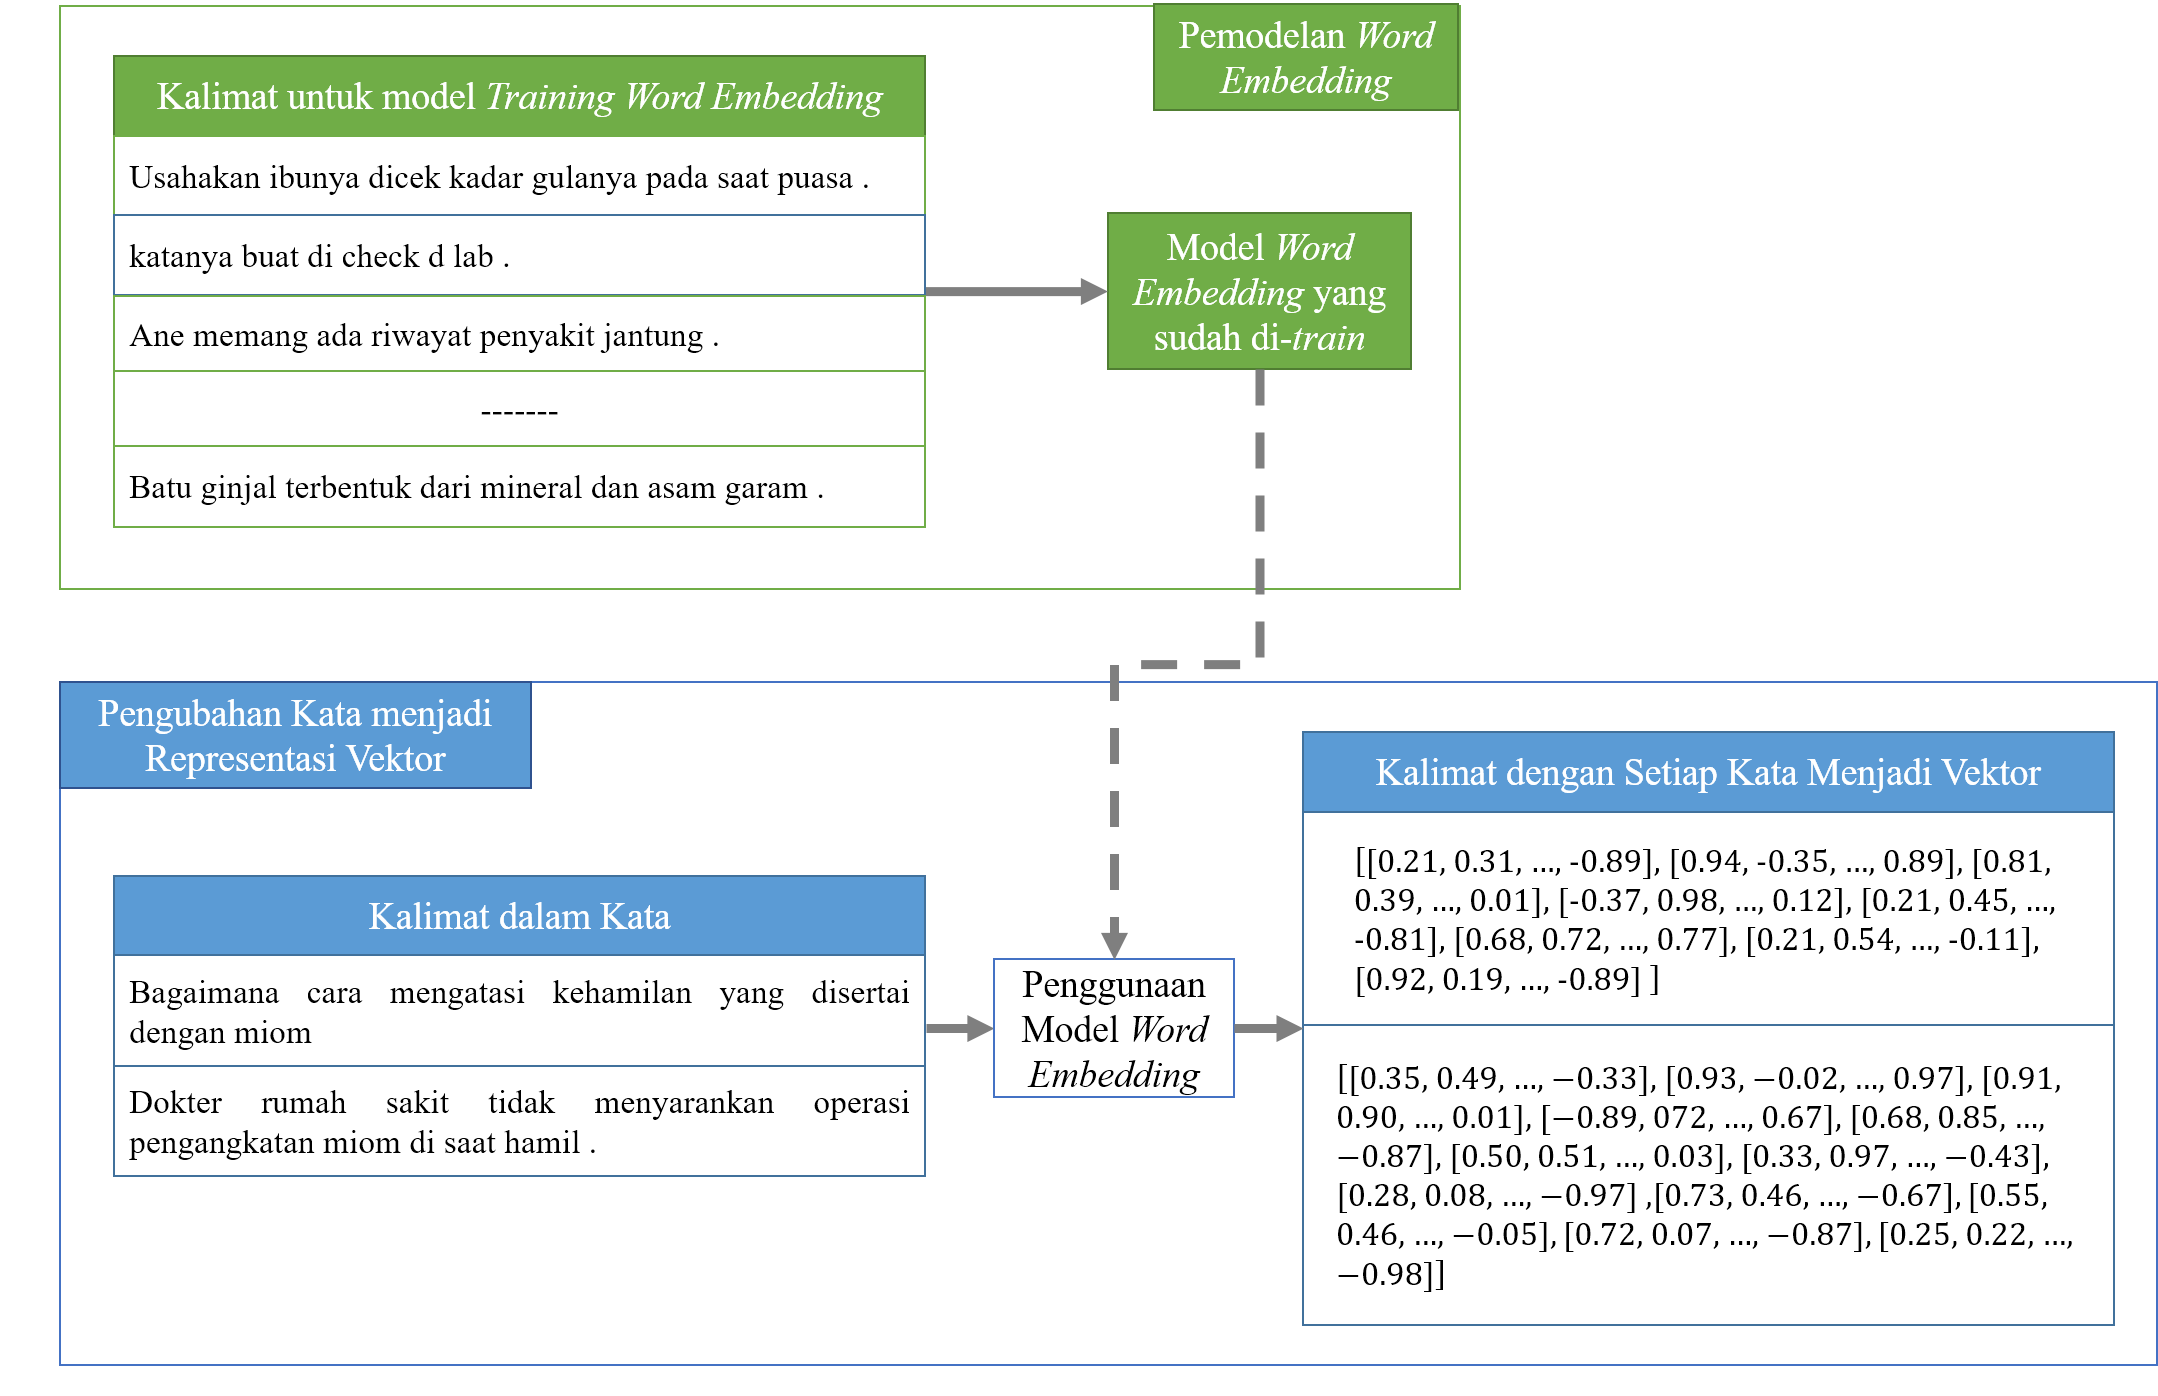 Pemodelan Word
Embedding
Kalimat untuk model Training Word Embedding
Usahakan ibunya dicek kadar gulanya pada saat puasa .
katanya buat di check d lab .
Ane memang ada riwayat penyakit jantung .
-------
Batu ginjal terbentuk dari mineral dan asam garam .
Model Word
Embedding yang
sudah di-train
Pengubahan Kata menjadi
Representasi Vektor
Kalimat dalam Kata
Bagaimana cara mengatasi kehamilan yang disertai
dengan miom
Dokter rumah sakit tidak menyarankan operasi
pengangkatan miom di saat hamil .
Penggunaan
Model Word
Embedding
Kalimat dengan Setiap Kata Menjadi Vektor
[[0.21, 0.31, …, -0.89], [0.94, -0.35, …, 0.89], [0.81,
0.39, …, 0.01], [-0.37, 0.98, …, 0.12], [0.21, 0.45, …,
-0.81], [0.68, 0.72, …, 0.77], [0.21, 0.54, …, -0.11],
[0.92, 0.19, …, -0.89] ]
[[0.35, 0.49, …, −0.33], [0.93, −0.02, …, 0.97], [0.91,
0.90, …, 0.01], [−0.89, 072, …, 0.67], [0.68, 0.85, …,
−0.87], [0.50, 0.51, …, 0.03], [0.33, 0.97, …, −0.43],
[0.28, 0.08, …, −0.97] ,[0.73, 0.46, …, −0.67], [0.55,
0.46, …, −0.05], [0.72, 0.07, …, −0.87], [0.25, 0.22, …,
−0.98]]